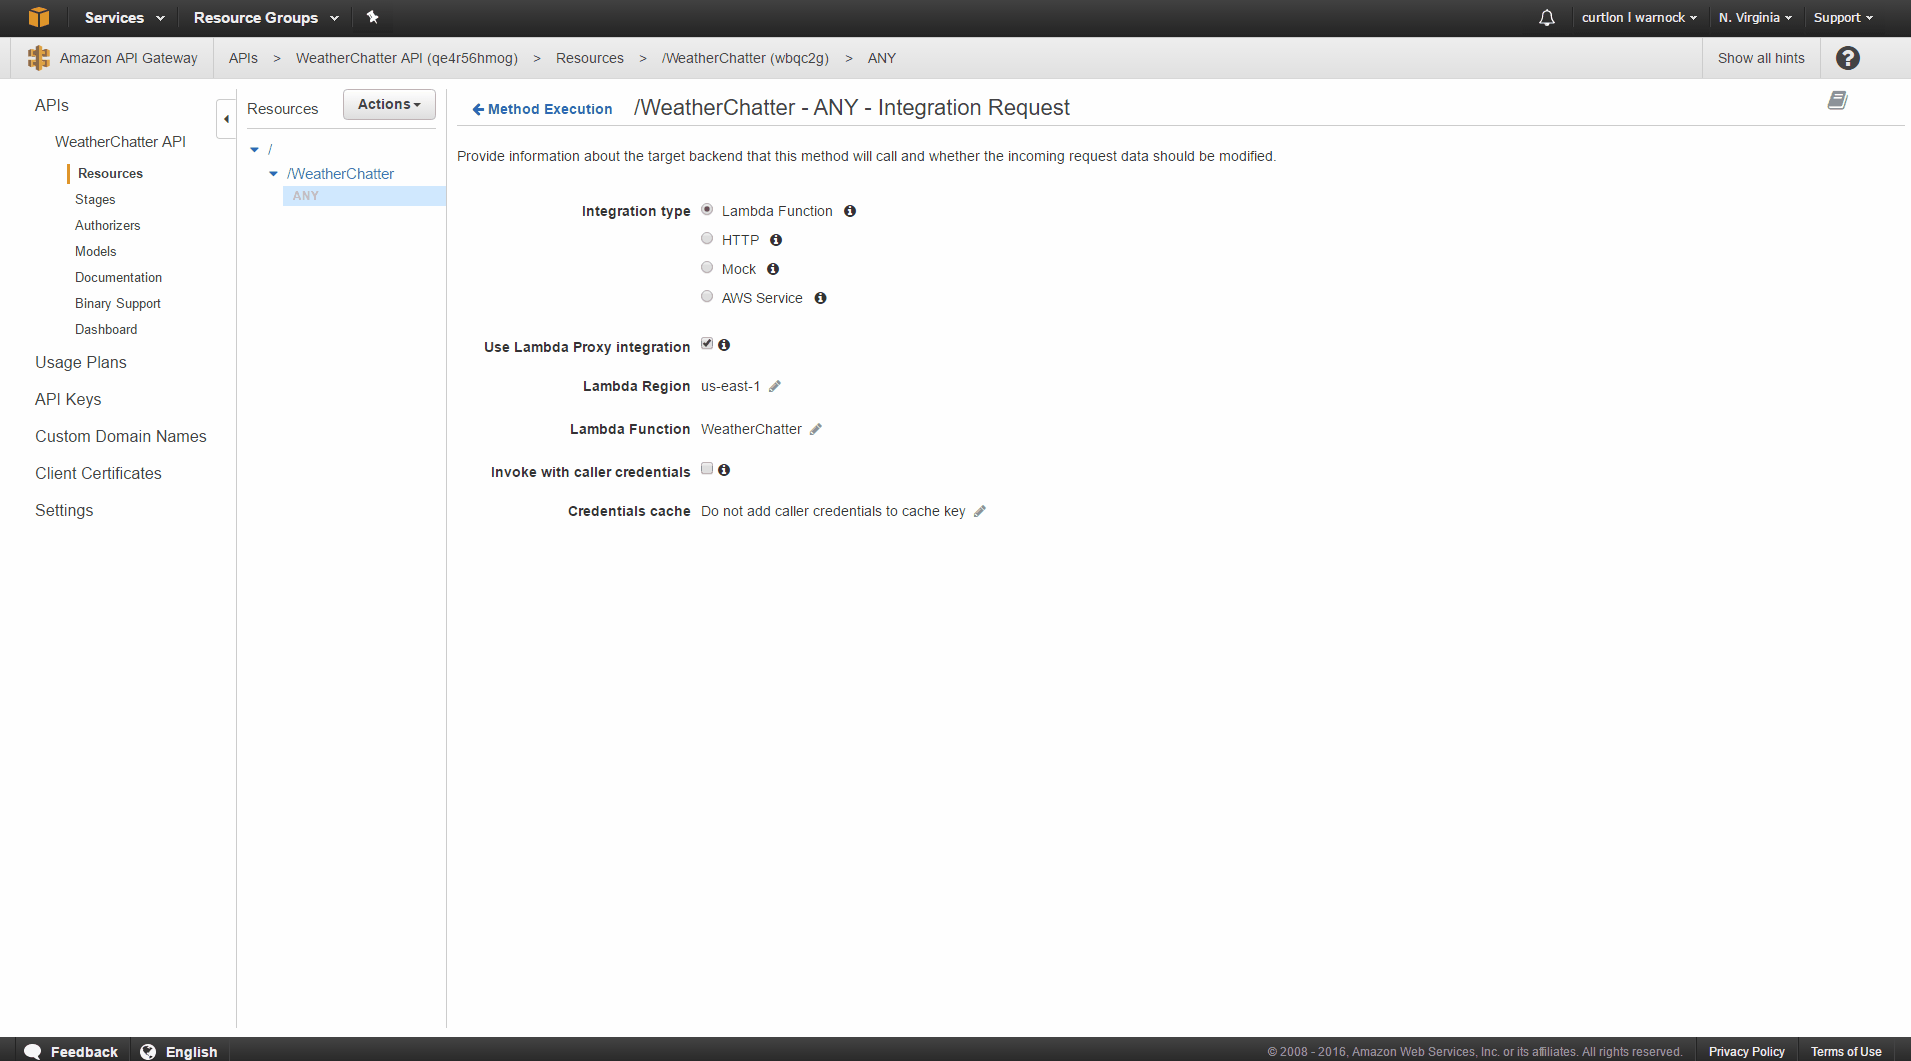 Services Resource Groups curtlon l warnock N. Virginia Support
Amazon API Gateway APIs > WeatherChatter API (qe4r56hmog) > Resources > /WeatherChatter (wbqc2g) > ANY Show all hints ?
APIs
WeatherChatter API
Resources
Stages
Authorizers
Models
Documentation
Binary Support
Dashboard
Usage Plans
API Keys
Custom Domain Names
Client Certificates
Settings
Resources Actions
/
/WeatherChatter
ANY
Method Execution /WeatherChatter - ANY - Integration Request
Provide information about the target backend that this method will call and whether the incoming request data should be modified.
Integration type Lambda Function
HTTP
Mock
AWS Service
Use Lambda Proxy integration
Lambda Region us-east-1
Lambda Function WeatherChatter
Invoke with caller credentials
Credentials cache Do not add caller credentials to cache key
Feedback English © 2008 - 2016, Amazon Web Services, Inc. or its affiliates. All rights reserved. Privacy Policy Terms of Use